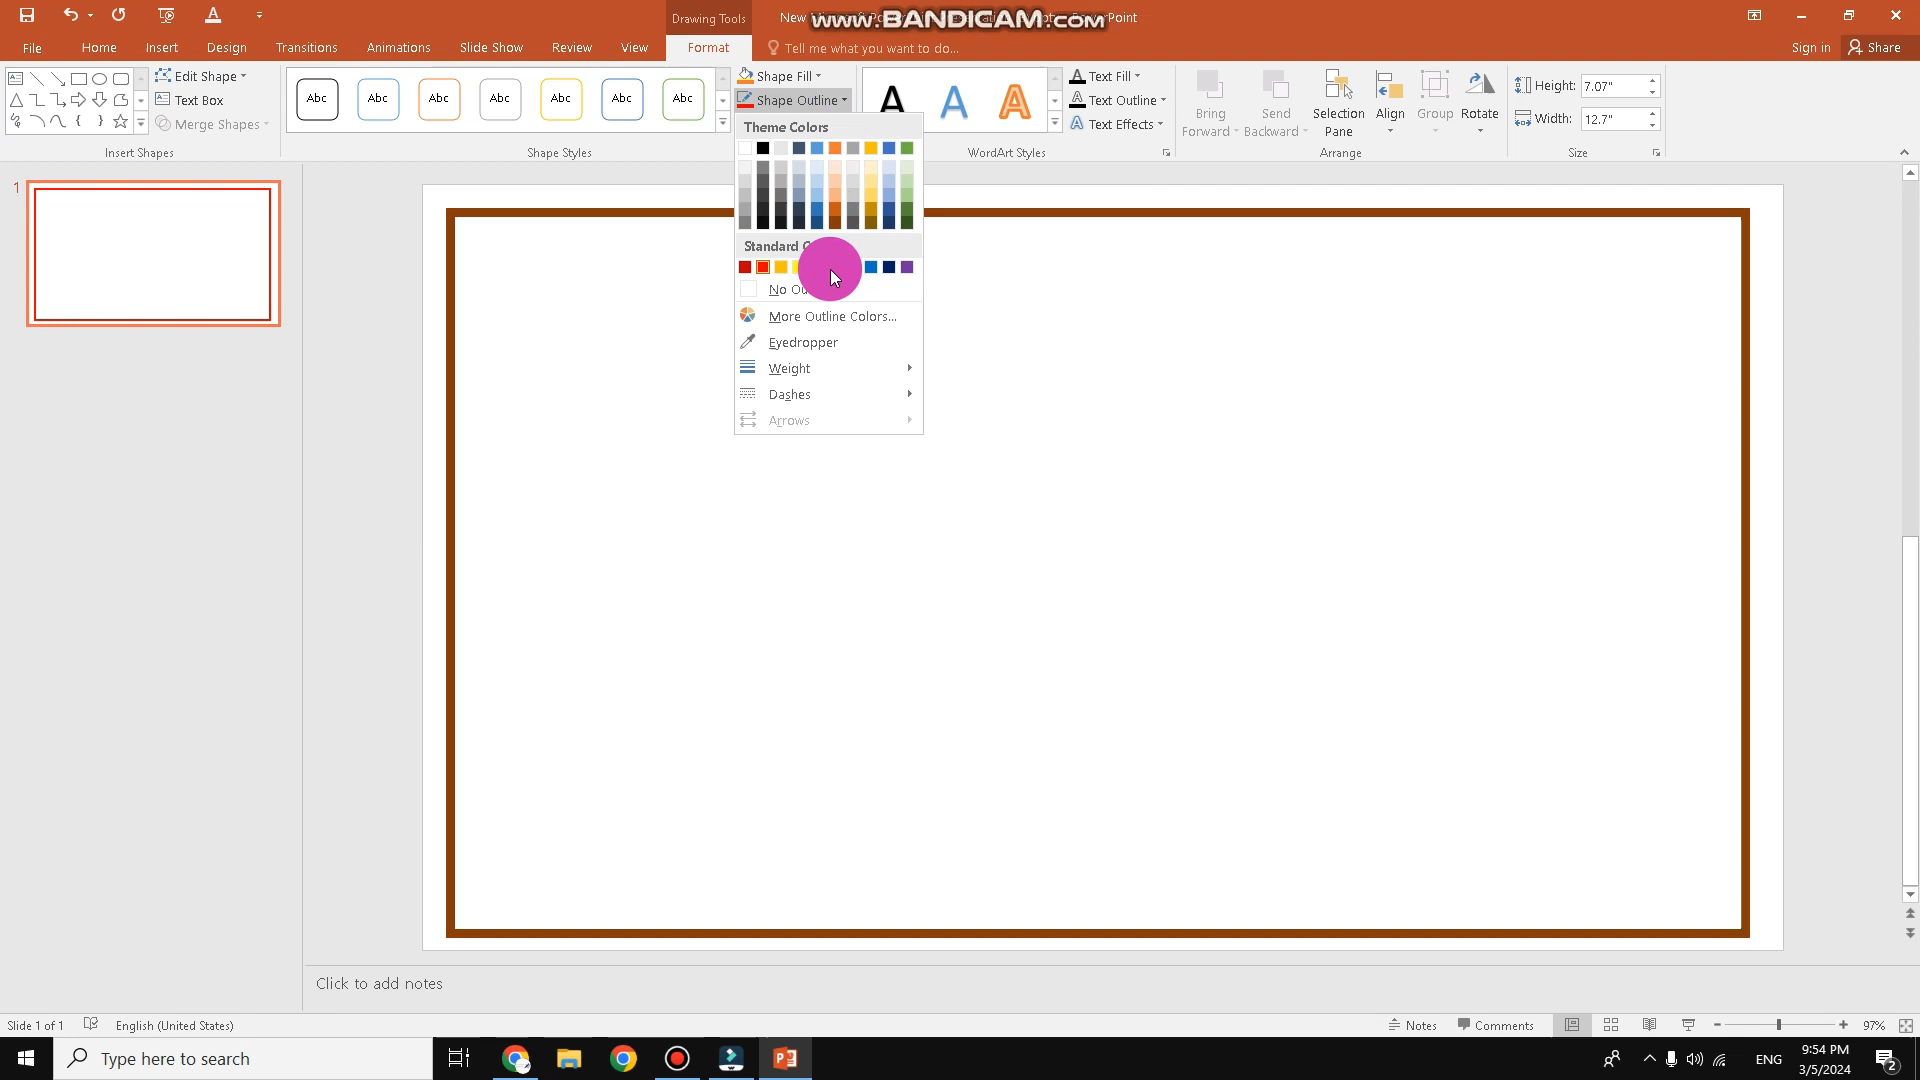 Drawing Tools
www.BANDICAM.com
New
PowerPoint
File
Home
Insert
Design
Transitions
Animations
Slide Show
Review
View
Format
Tell me what you want to do...
Sign in
Share
Edit Shape
Text Box
Merge Shapes
Insert Shapes
Abc
Abc
Abc
Abc
Abc
Abc
Abc
Shape Styles
Shape Fill
Shape Outline
Theme Colors
Standard
No
More Outline Colors...
Eyedropper
Weight
Dashes
Arrows
A
A
A
Text Fill
Text Outline
Text Effects
WordArt Styles
Bring
Forward
Send
Backward
Selection
Pane
Align
Group
Rotate
Arrange
Height: 7.07"
Width: 12.7"
Size
1
Click to add notes
Slide 1 of 1
English (United States)
Notes
Comments
97%
Type here to search
ENG
9:54 PM
3/5/2024
2